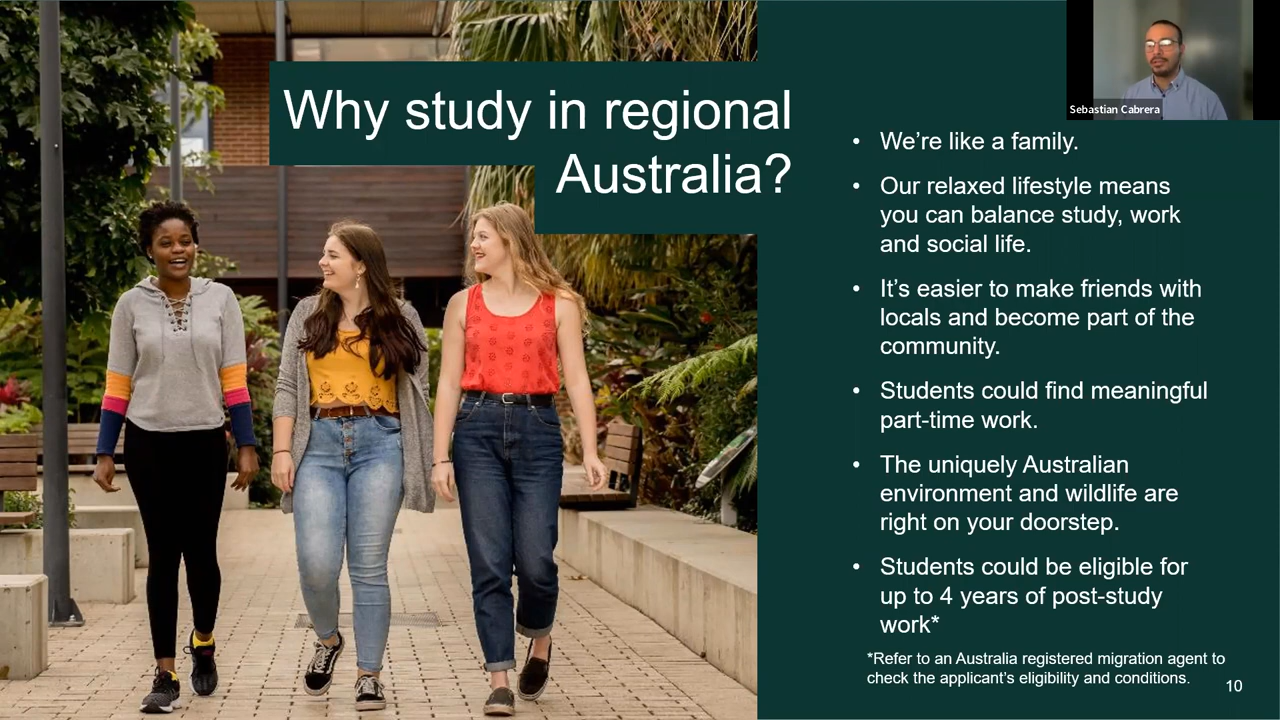 Why study in regional
Australia?
Sebastian Cabrera
• We’re like a family.
• Our relaxed lifestyle means
you can balance study, work
and social life.
• It’s easier to make friends with
locals and become part of the
community.
• Students could find meaningful
part-time work.
• The uniquely Australian
environment and wildlife are
right on your doorstep.
• Students could be eligible for
up to 4 years of post-study
work*
*Refer to an Australia registered migration agent to
check the applicant’s eligibility and conditions.
10